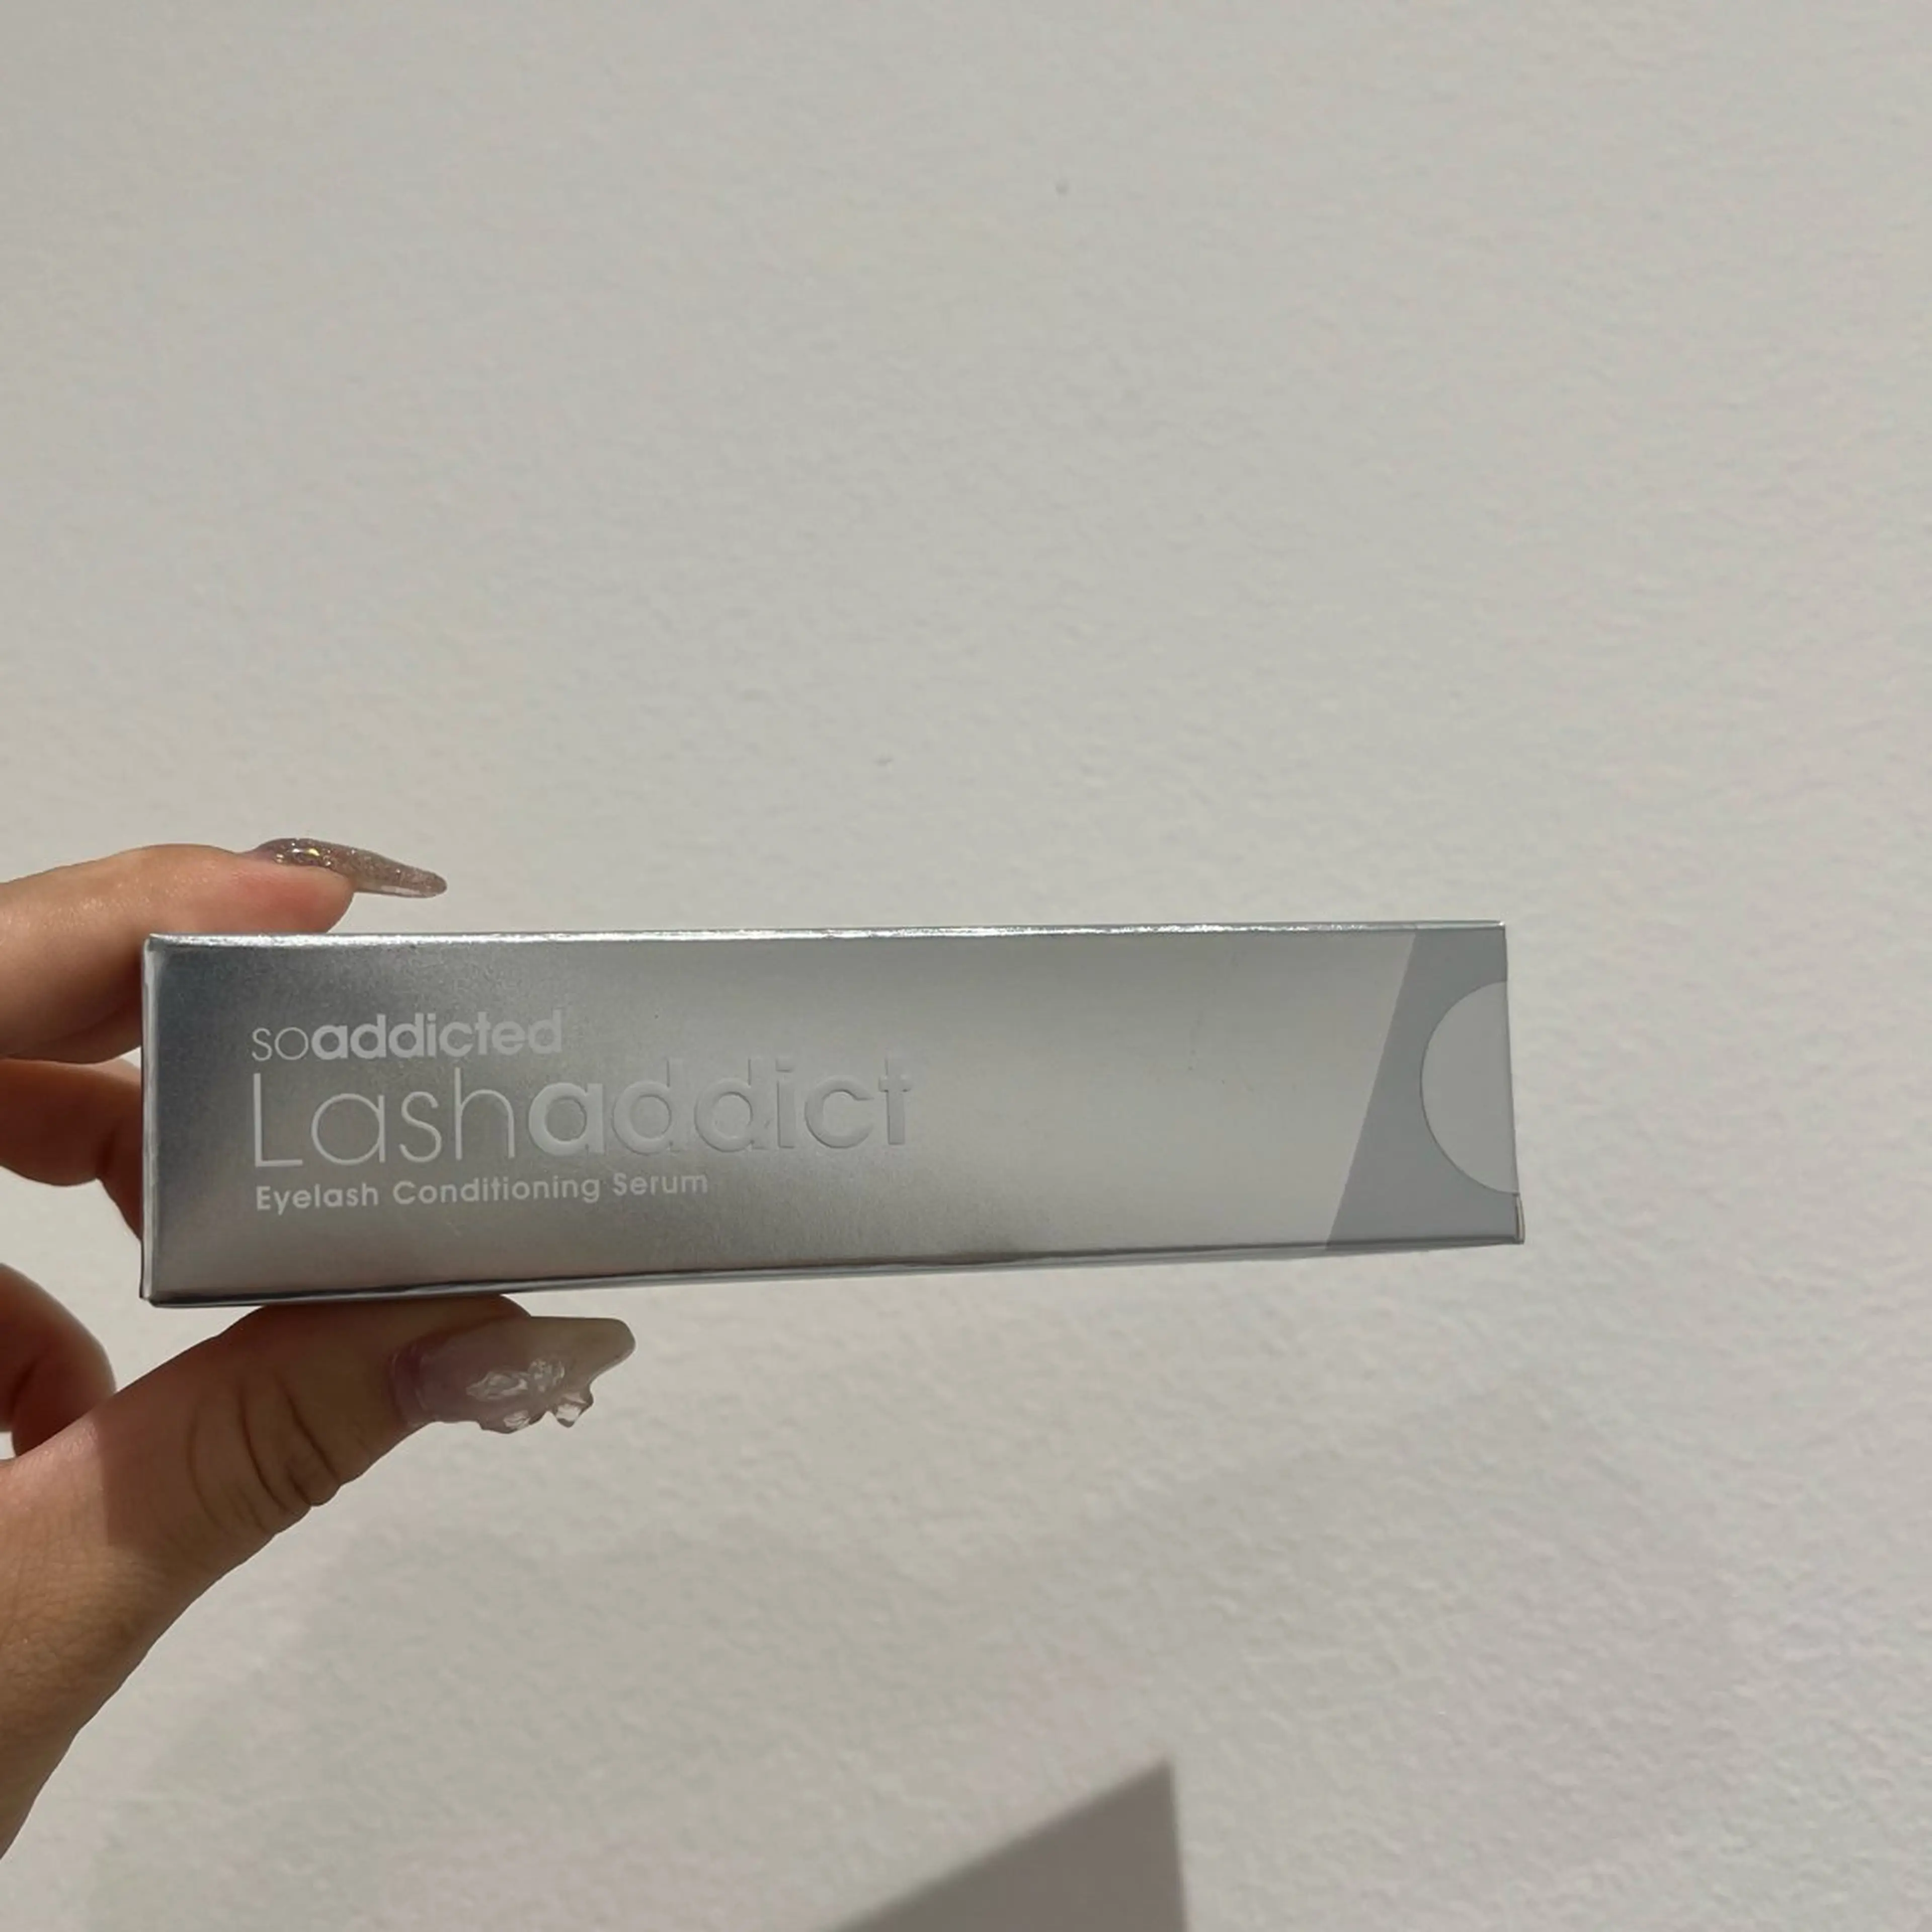 soaddicted
Lashaddict
Eyelash Conditioning Serum